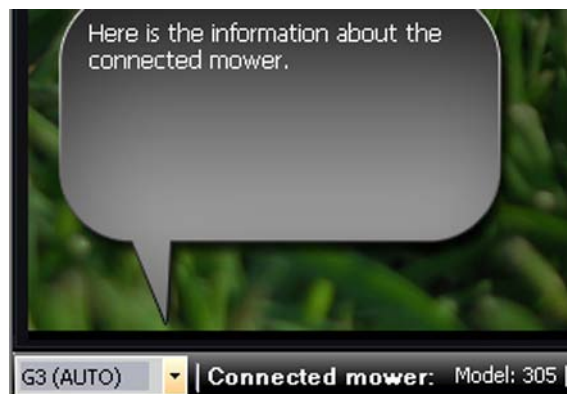 Here is the information about the
connected mower.
G3 (AUTO) | Connected mower: Model: 305 |